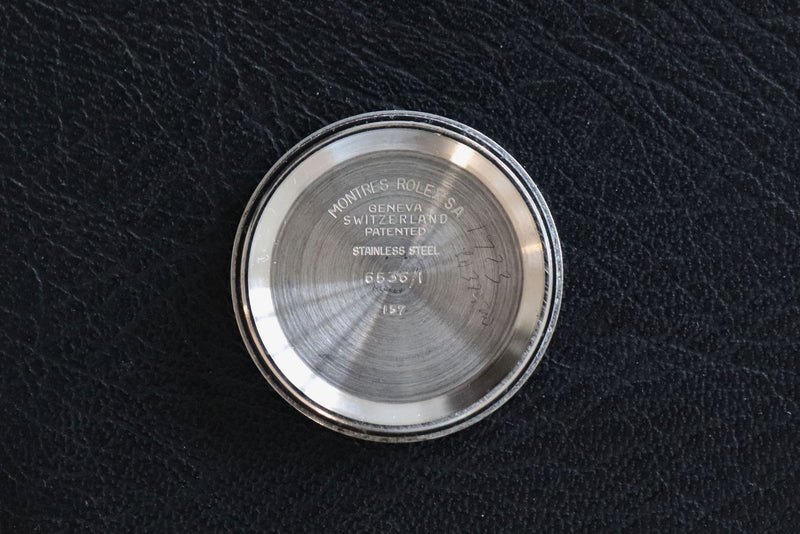 MONTRES ROLEX SA
GENEVA
SWITZERLAND
PATENTED
STAINLESS STEEL
6536/1
157